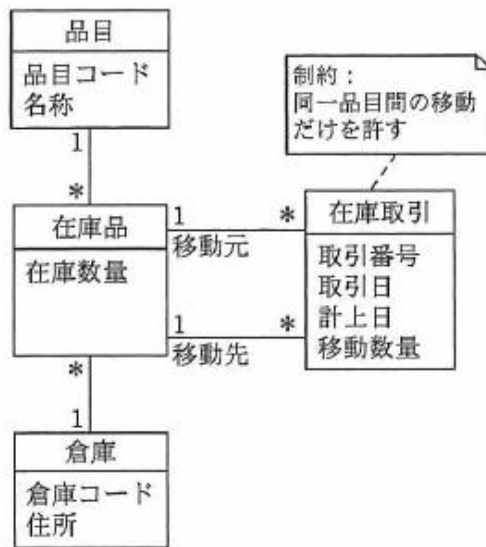 品目
品目コード
名称
制約：
同一品目間の移動
だけを許す
1
*
在庫品
在庫数量
1
*
移動元
1
*
移動先
在庫取引
取引番号
取引日
計上日
移動数量
*
1
倉庫
倉庫コード
住所